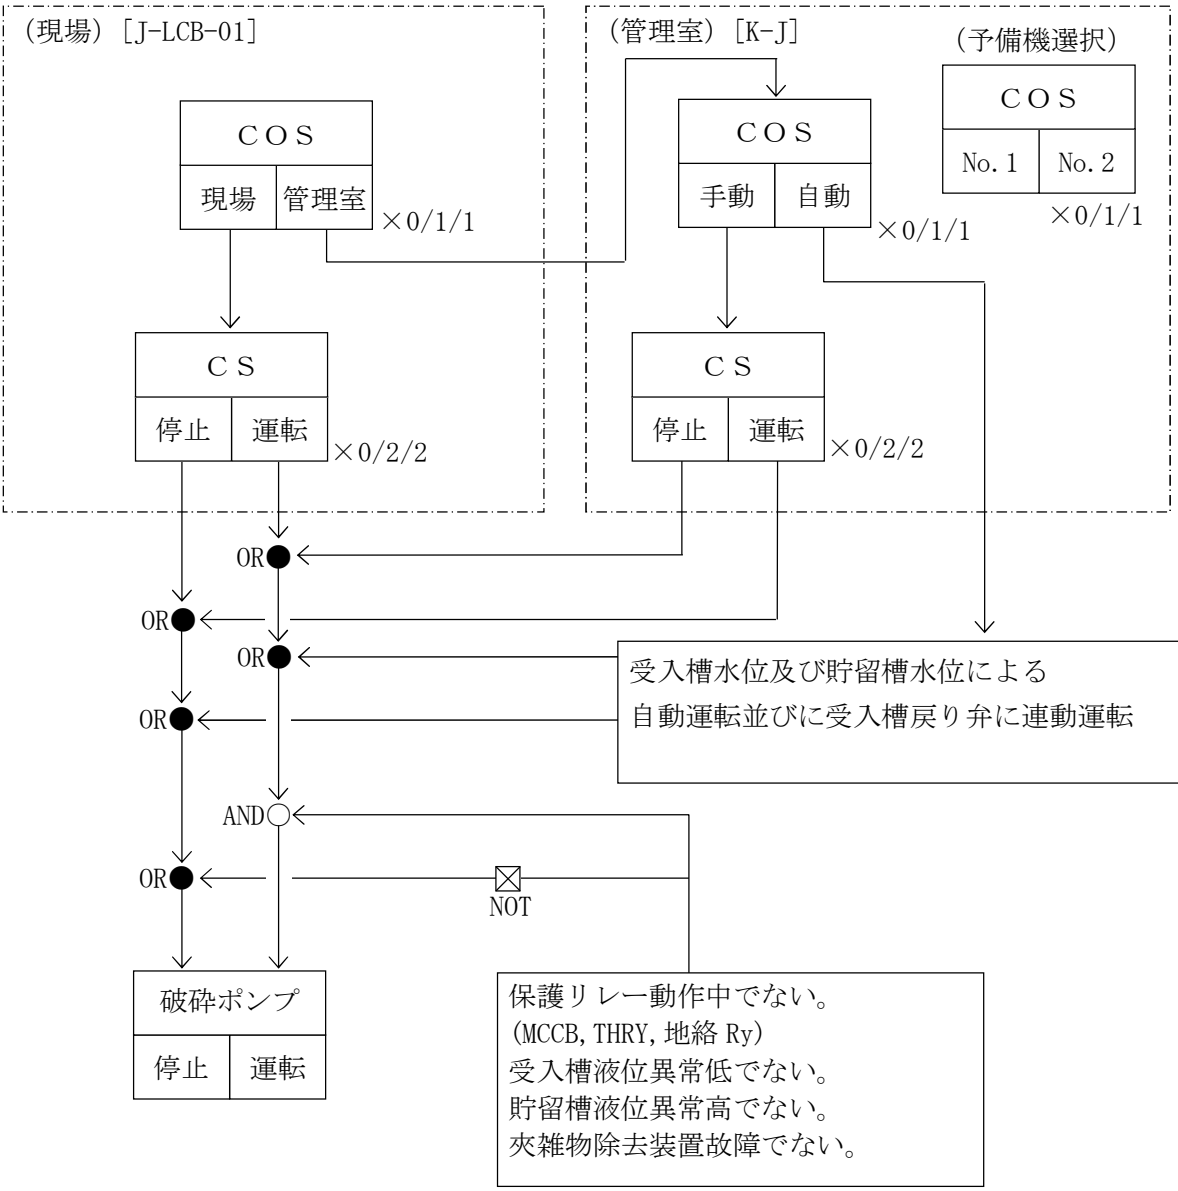 (現場) [J-LCB-01]
(管理室) [K-J]
(予備機選択)
COS
現場
管理室
×0/1/1
COS
手動
自動
×0/1/1
COS
No.1
No.2
×0/1/1
CS
停止
運転
×0/2/2
CS
停止
運転
×0/2/2
OR
OR
OR
受入槽水位及び貯留槽水位による
自動運転並びに受入槽戻り弁に連動運転
OR
AND
OR
NOT
破砕ポンプ
停止
運転
保護リレー動作中でない。
(MCCB,THRY,地絡Ry)
受入槽液位異常低でない。
貯留槽液位異常高でない。
夾雑物除去装置故障でない。